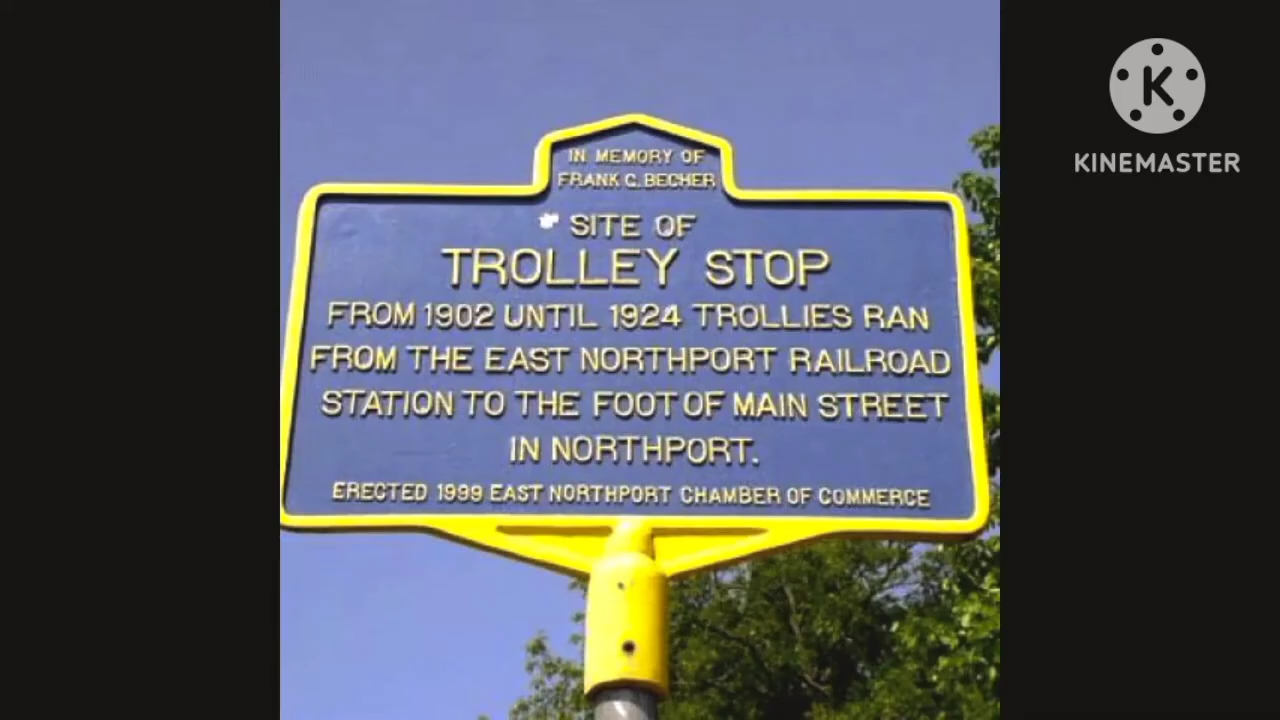 IN MEMORY OF
FRANK C. BECHER
SITE OF
TROLLEY STOP
FROM 1902 UNTIL 1924 TROLLIES RAN
FROM THE EAST NORTHPORT RAILROAD
STATION TO THE FOOT OF MAIN STREET
IN NORTHPORT.
ERECTED 1999 EAST NORTHPORT CHAMBER OF COMMERCE
K
KINEMASTER